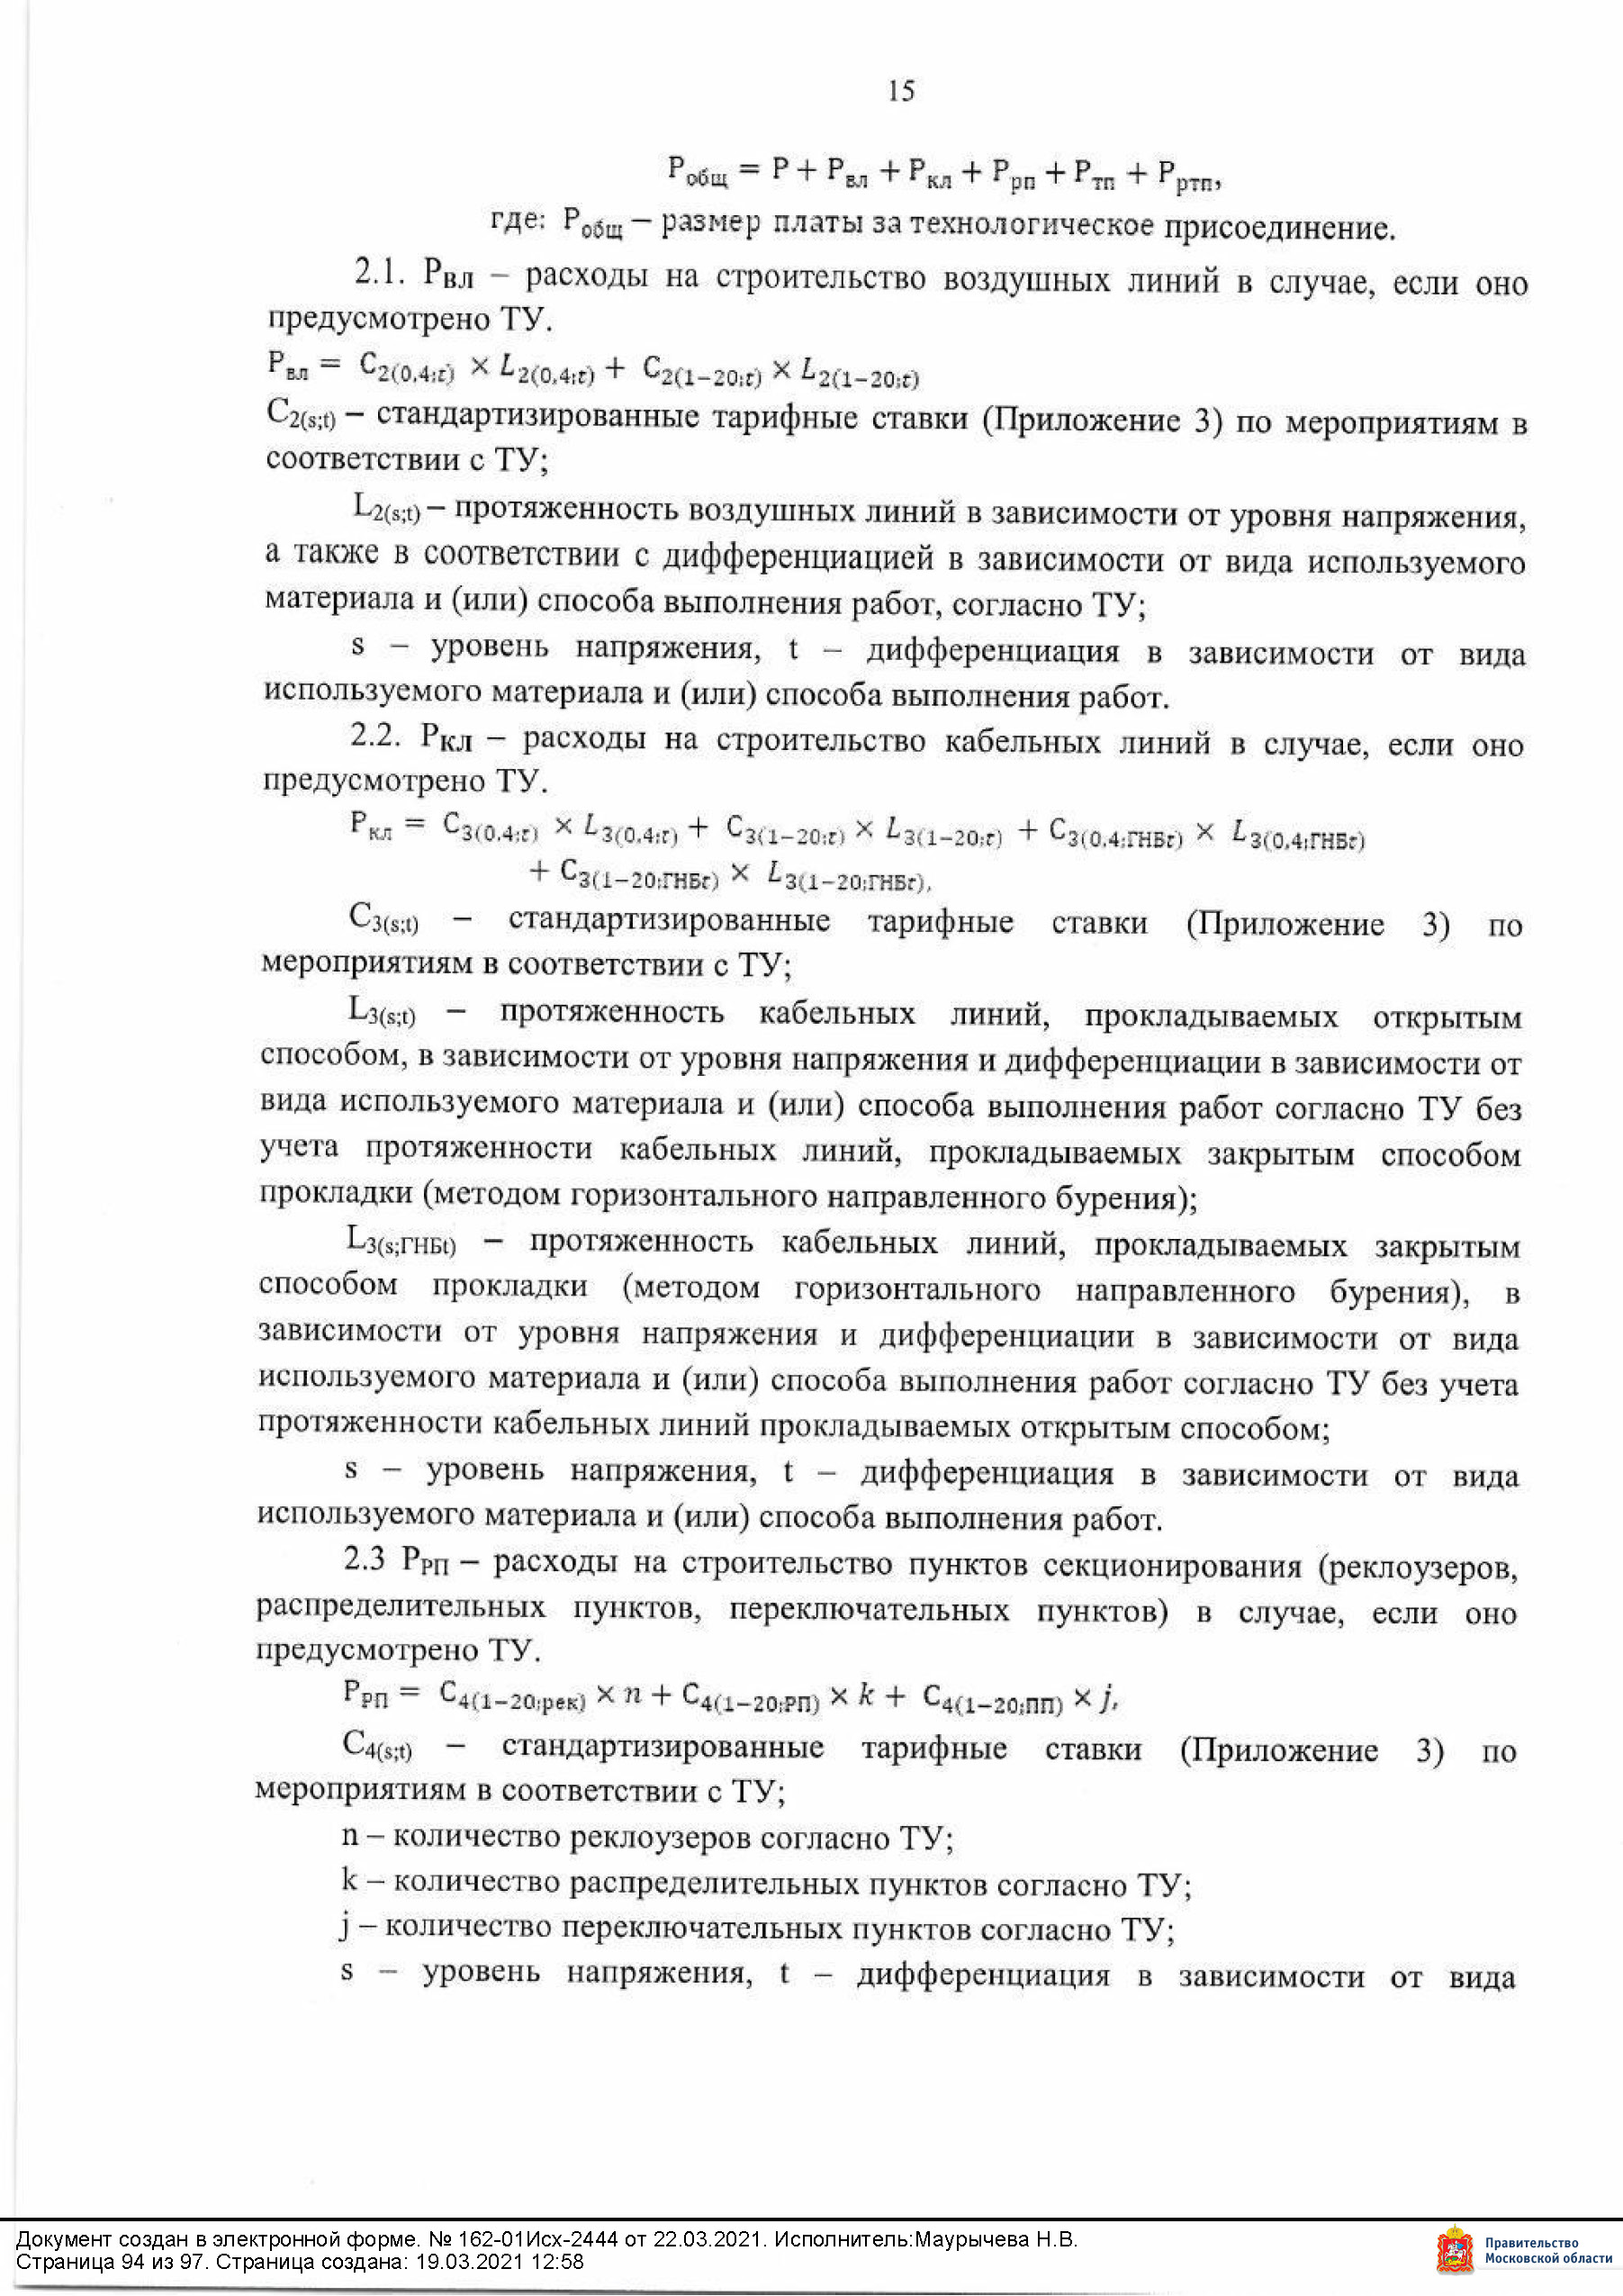 15
Pобщ = P + Pвл + Pкл + Pрп + Pтп + Pртп,
где: Pобщ – размер платы за технологическое присоединение.
2.1. РВЛ – расходы на строительство воздушных линий в случае, если оно
предусмотрено ТУ.
Pвл = C2(0,4;t) × L2(0,4;t) + C2(1−20;t) × L2(1−20;t)
C2(s;t) – стандартизированные тарифные ставки (Приложение 3) по мероприятиям в
соответствии с ТУ;
L2(s;t) – протяженность воздушных линий в зависимости от уровня напряжения,
а также в соответствии с дифференциацией в зависимости от вида используемого
материала и (или) способа выполнения работ, согласно ТУ;
s – уровень напряжения, t – дифференциация в зависимости от вида
используемого материала и (или) способа выполнения работ.
2.2. РКЛ – расходы на строительство кабельных линий в случае, если оно
предусмотрено ТУ.
Pкл = C3(0,4;t) × L3(0,4;t) + C3(1−20;t) × L3(1−20;t) + C3(0,4;ГНБt) × L3(0,4;ГНБt)
+ C3(1−20;ГНБt) × L3(1−20;ГНБt),
C3(s;t) – стандартизированные тарифные ставки (Приложение 3) по
мероприятиям в соответствии с ТУ;
L3(s;t) – протяженность кабельных линий, прокладываемых открытым
способом, в зависимости от уровня напряжения и дифференциации в зависимости от
вида используемого материала и (или) способа выполнения работ согласно ТУ без
учета протяженности кабельных линий, прокладываемых закрытым способом
прокладки (методом горизонтального направленного бурения);
L3(s;ГНБt) – протяженность кабельных линий, прокладываемых закрытым
способом прокладки (методом горизонтального направленного бурения), в
зависимости от уровня напряжения и дифференциации в зависимости от вида
используемого материала и (или) способа выполнения работ согласно ТУ без учета
протяженности кабельных линий прокладываемых открытым способом;
s – уровень напряжения, t – дифференциация в зависимости от вида
используемого материала и (или) способа выполнения работ.
2.3 РРП – расходы на строительство пунктов секционирования (реклоузеров,
распределительных пунктов, переключательных пунктов) в случае, если оно
предусмотрено ТУ.
PРП = C4(1−20;рек) × n + C4(1−20;РП) × k + C4(1−20;ПП) × j,
C4(s;t) – стандартизированные тарифные ставки (Приложение 3) по
мероприятиям в соответствии с ТУ;
n – количество реклоузеров согласно ТУ;
k – количество распределительных пунктов согласно ТУ;
j – количество переключательных пунктов согласно ТУ;
s – уровень напряжения, t – дифференциация в зависимости от вида
Документ создан в электронной форме. № 162-01Исх-2444 от 22.03.2021. Исполнитель:Маурычева Н.В.
Страница 94 из 97. Страница создана: 19.03.2021 12:58
Правительство
Московской области